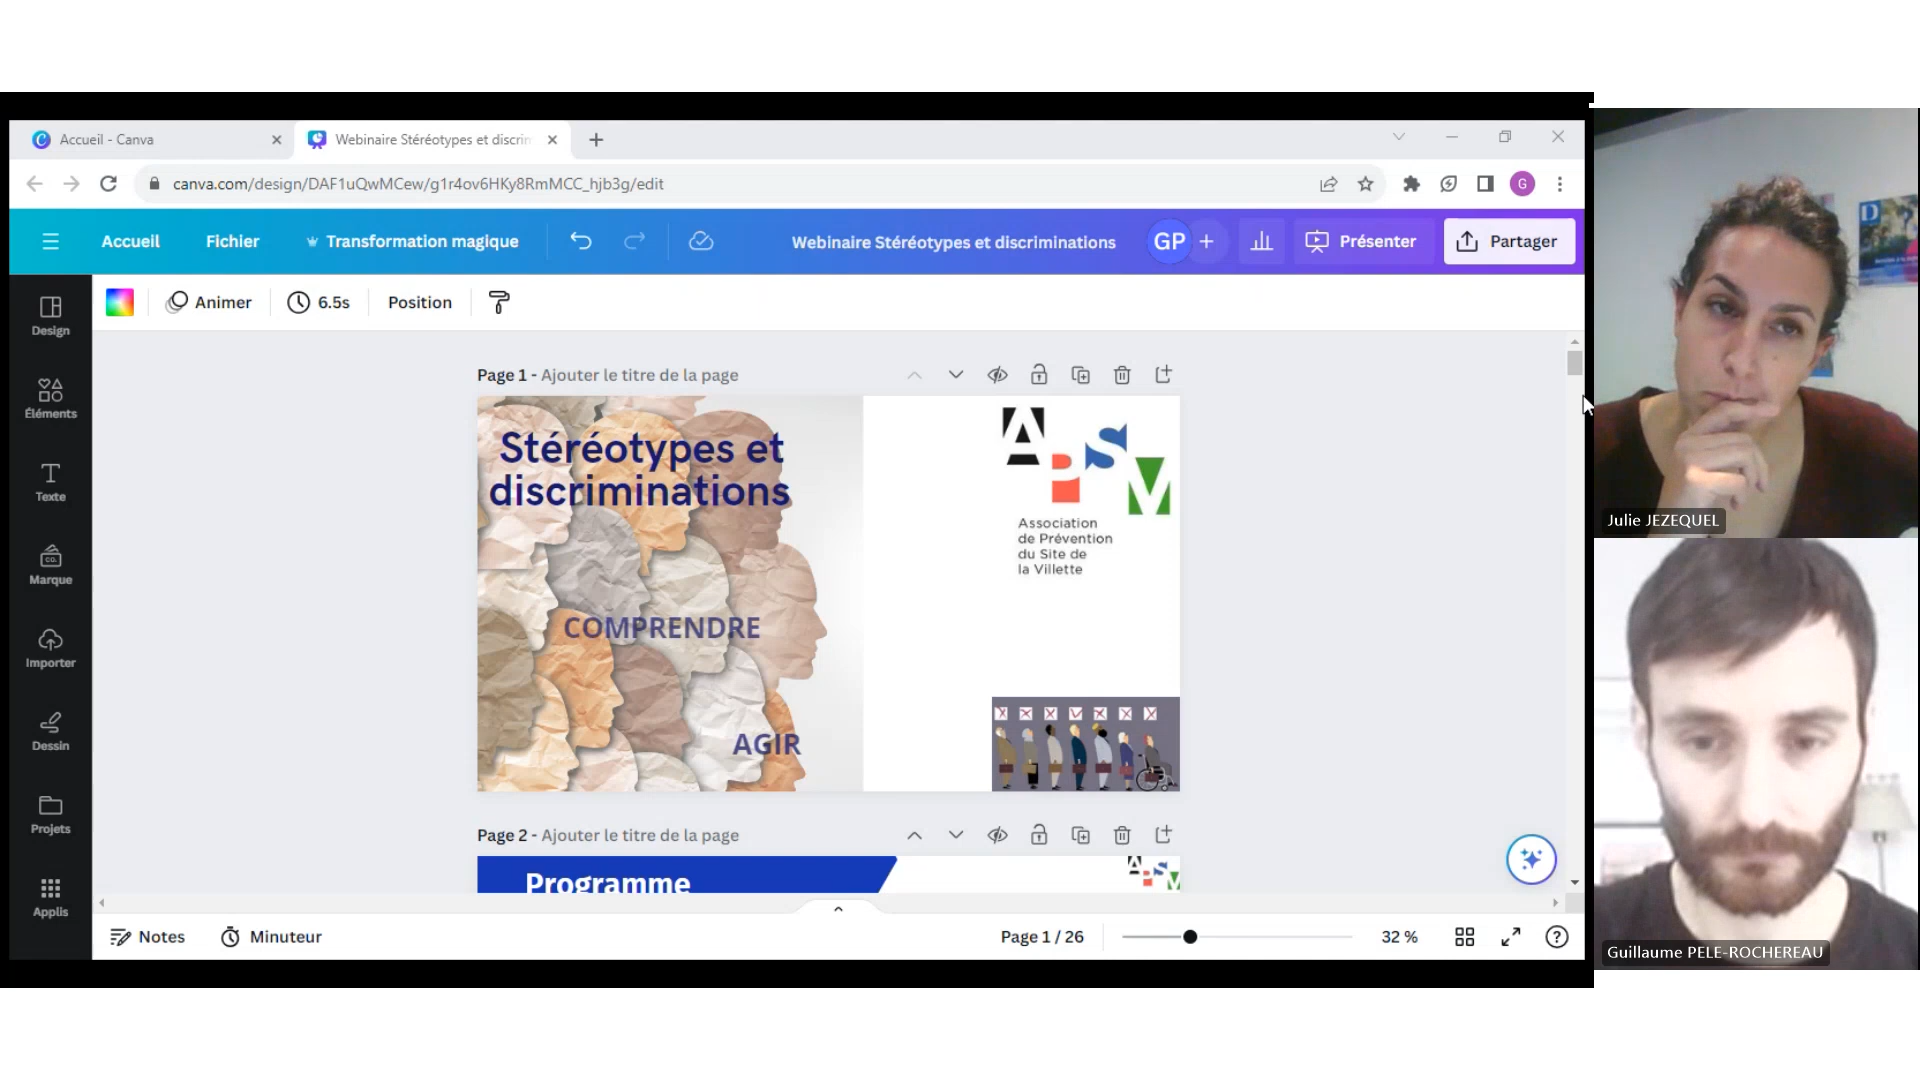 Accueil - Canva
Webinaire Stéréotypes et discrim
canva.com/design/DAF1uQwMCew/g1r4ov6HKy8RmMCC_hjb3g/edit
G
Accueil
Fichier
Transformation magique
Webinaire Stéréotypes et discriminations
GP
Présenter
Partager
Animer
6.5s
Position
Design
Éléments
Texte
Marque
Importer
Dessin
Projets
Applis
Page 1 - Ajouter le titre de la page
Stéréotypes et
discriminations
COMPRENDRE
AGIR
APSV
Association
de Prévention
du Site de
la Villette
Page 2 - Ajouter le titre de la page
Programme
APSV
Notes
Minuteur
Page 1 / 26
32 %
D
Julie JEZEQUEL
Guillaume PELE-ROCHEREAU